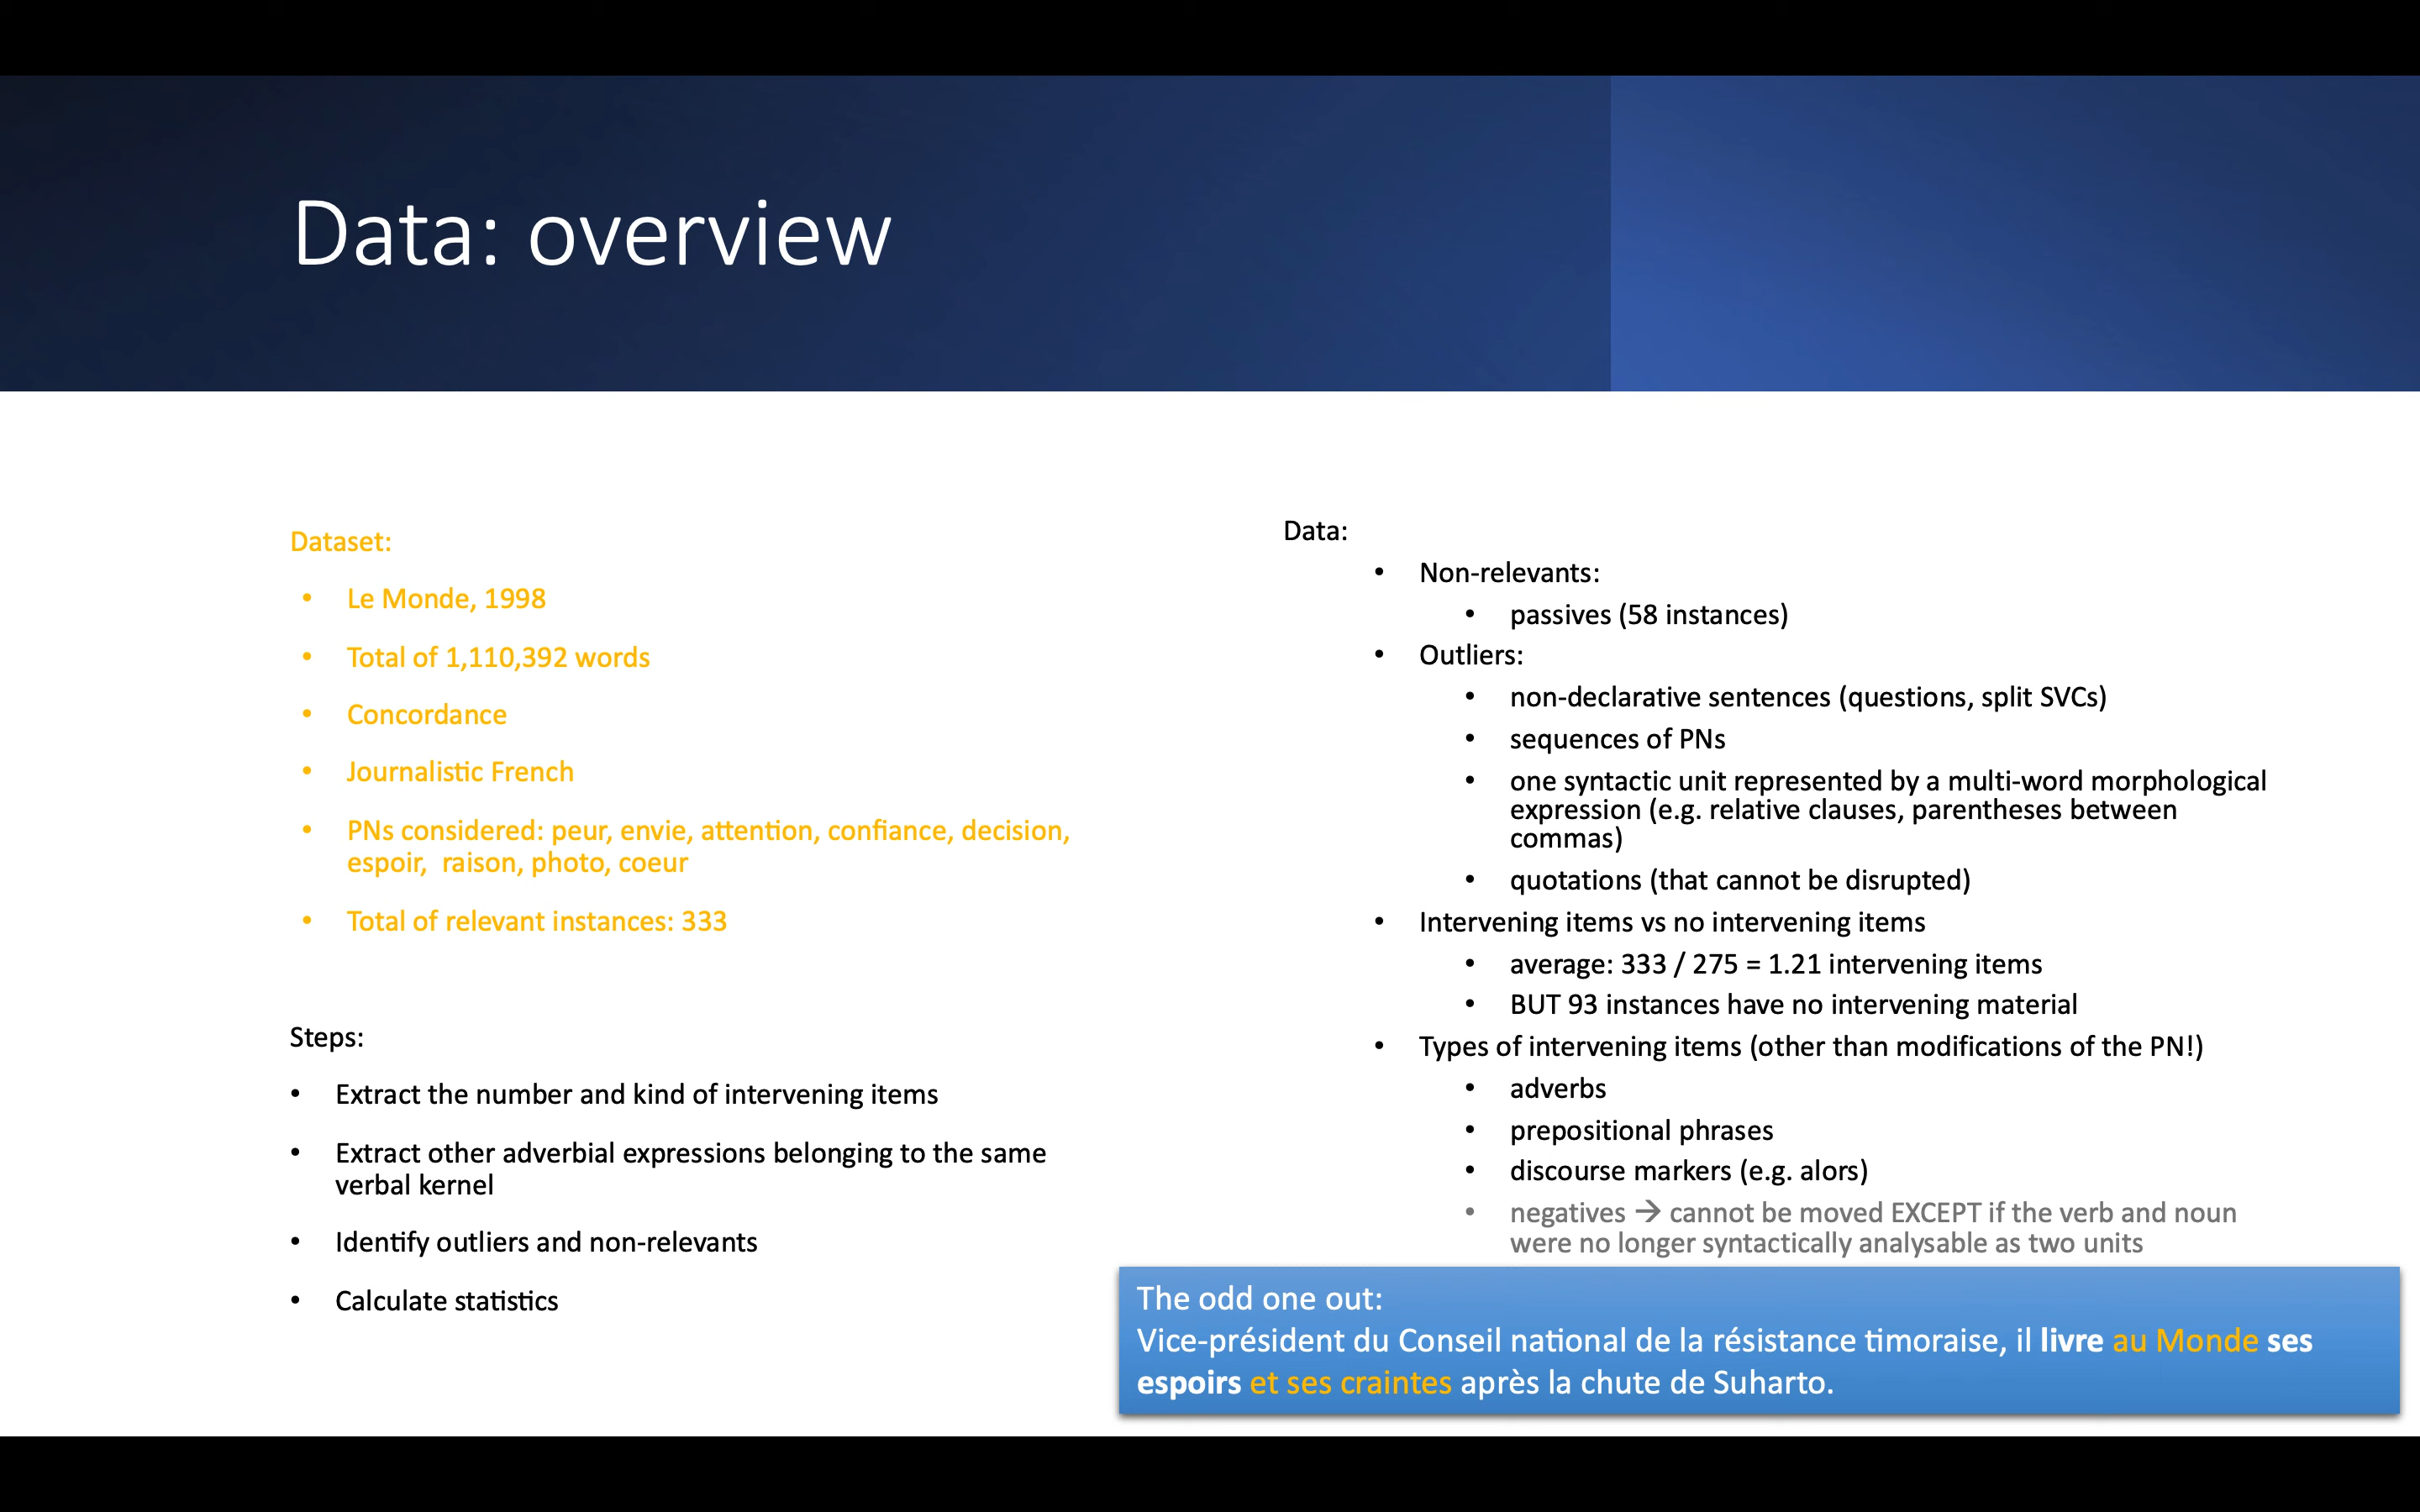 Data: overview
Dataset:
• Le Monde, 1998
• Total of 1,110,392 words
• Concordance
• Journalistic French
• PNs considered: peur, envie, attention, confiance, decision,
espoir, raison, photo, coeur
• Total of relevant instances: 333
Steps:
• Extract the number and kind of intervening items
• Extract other adverbial expressions belonging to the same
verbal kernel
• Identify outliers and non-relevants
• Calculate statistics
Data:
• Non-relevants:
• passives (58 instances)
• Outliers:
• non-declarative sentences (questions, split SVCs)
• sequences of PNs
• one syntactic unit represented by a multi-word morphological
expression (e.g. relative clauses, parentheses between
commas)
• quotations (that cannot be disrupted)
• Intervening items vs no intervening items
• average: 333 / 275 = 1.21 intervening items
• BUT 93 instances have no intervening material
• Types of intervening items (other than modifications of the PN!)
• adverbs
• prepositional phrases
• discourse markers (e.g. alors)
• negatives → cannot be moved EXCEPT if the verb and noun
were no longer syntactically analysable as two units
The odd one out:
Vice-président du Conseil national de la résistance timoraise, il livre au Monde ses
espoirs et ses craintes après la chute de Suharto.